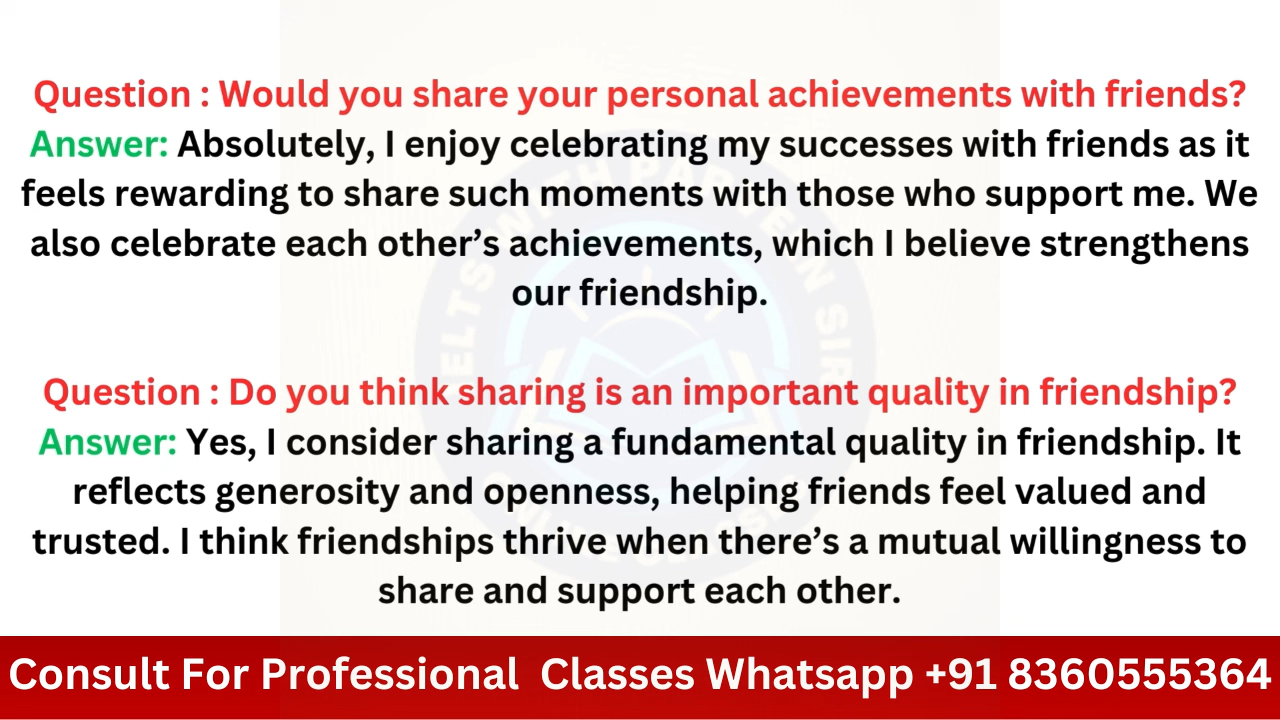 Question : Would you share your personal achievements with friends?
Answer: Absolutely, I enjoy celebrating my successes with friends as it
feels rewarding to share such moments with those who support me. We
also celebrate each other’s achievements, which I believe strengthens
our friendship.
Question : Do you think sharing is an important quality in friendship?
Answer: Yes, I consider sharing a fundamental quality in friendship. It
reflects generosity and openness, helping friends feel valued and
trusted. I think friendships thrive when there’s a mutual willingness to
share and support each other.
Consult For Professional  Classes Whatsapp +91 8360555364
IELTS WITH PARVEEN SIR